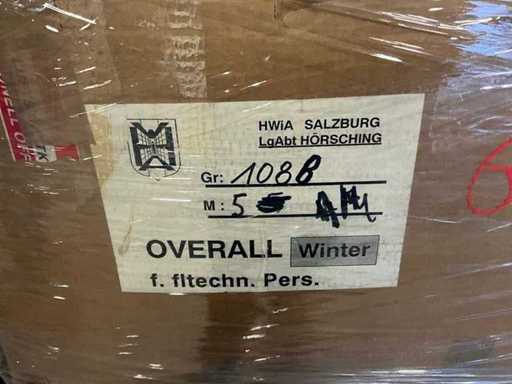 HWiA SALZBURG
LgAbt HÖRSCHING
Gr: 108B
M: 5
OVERALL Winter
f. fltechn. Pers.